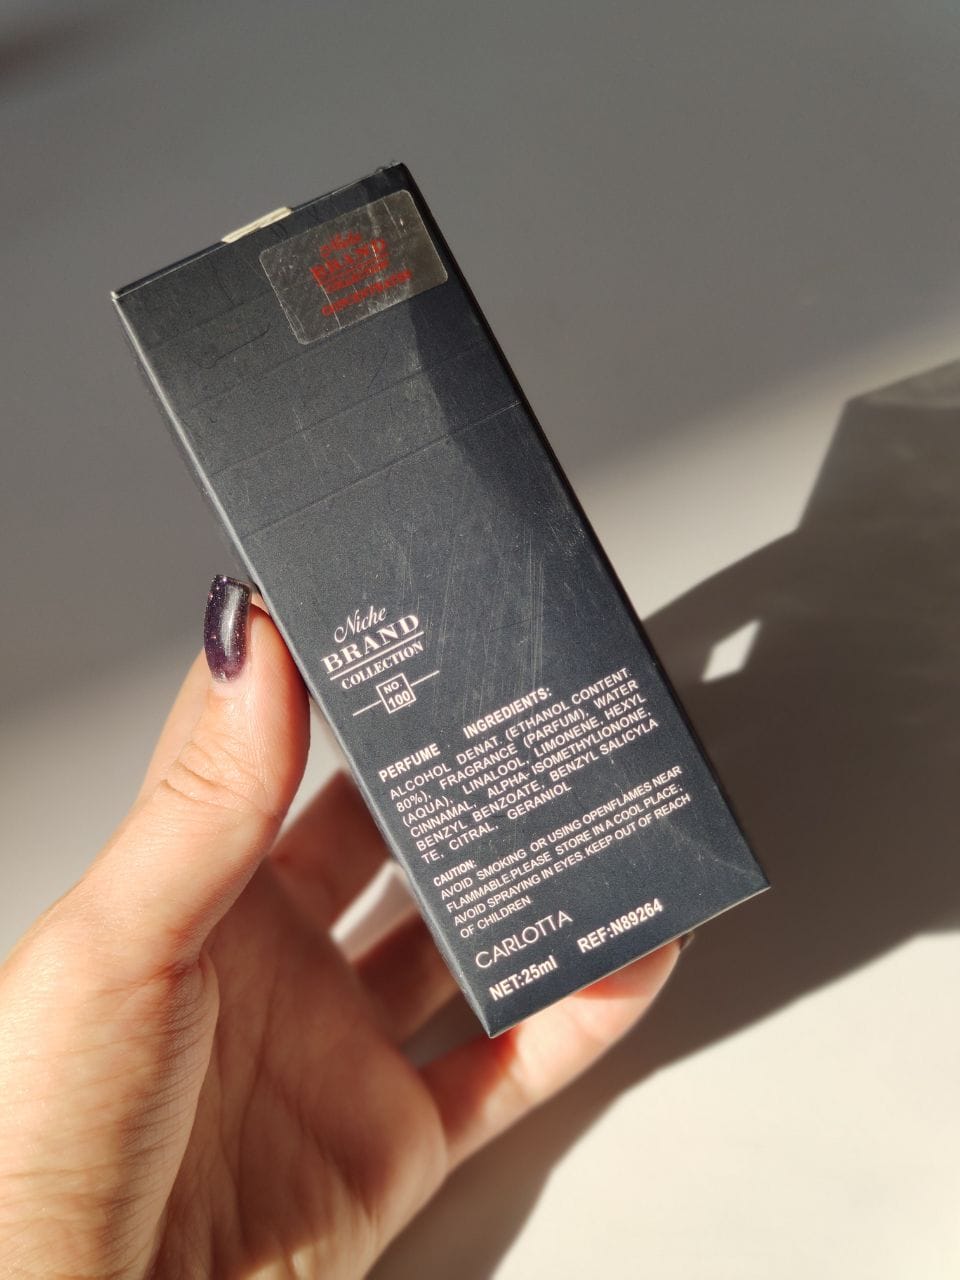 Niche
BRAND
COLLECTION
Niche
BRAND
COLLECTION
NO.
100
PERFUME INGREDIENTS:
ALCOHOL DENAT. (ETHANOL CONTENT:
80%), FRAGRANCE (PARFUM), WATER
(AQUA), LINALOOL, LIMONENE, HEXYL
CINNAMAL, ALPHA-ISOMETHYLIONONE,
BENZYL BENZOATE, BENZYL SALICYLA
TE, CITRAL, GERANIOL
CAUTION:
AVOID SMOKING OR USING OPENFLAMES NEAR
FLAMMABLE.PLEASE STORE IN A COOL PLACE,
AVOID SPRAYING IN EYES.KEEP OUT OF REACH
OF CHILDREN
CARLOTTA
NET:25ml REF:N89264